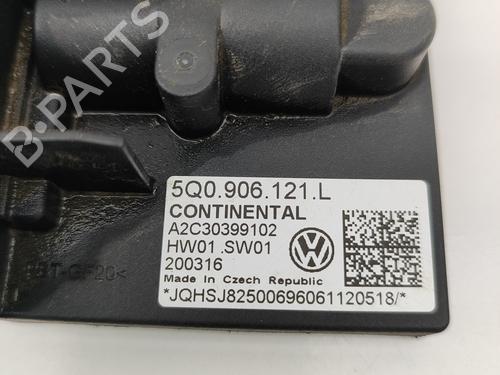 B-PARTS
5Q0.906.121.L
CONTINENTAL
A2C30399102
HW01 .SW01
200316
Made In Czech Republic
*JQHSJ82500696061120518/*